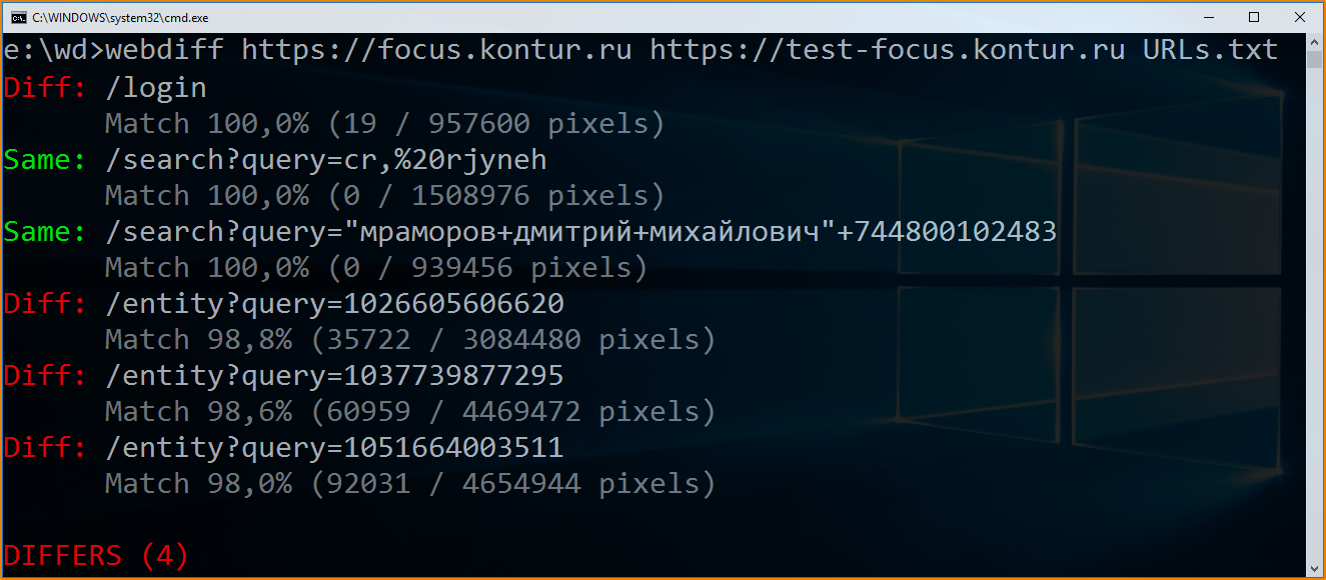 C:\WINDOWS\system32\cmd.exe
e:\wd>webdiff https://focus.kontur.ru https://test-focus.kontur.ru URLs.txt
Diff: /login
Match 100,0% (19 / 957600 pixels)
Same: /search?query=cr,%20rjyneh
Match 100,0% (0 / 1508976 pixels)
Same: /search?query="мраморов+дмитрий+михайлович"+744800102483
Match 100,0% (0 / 939456 pixels)
Diff: /entity?query=1026605606620
Match 98,8% (35722 / 3084480 pixels)
Diff: /entity?query=1037739877295
Match 98,6% (60959 / 4469472 pixels)
Diff: /entity?query=1051664003511
Match 98,0% (92031 / 4654944 pixels)
DIFFERS (4)